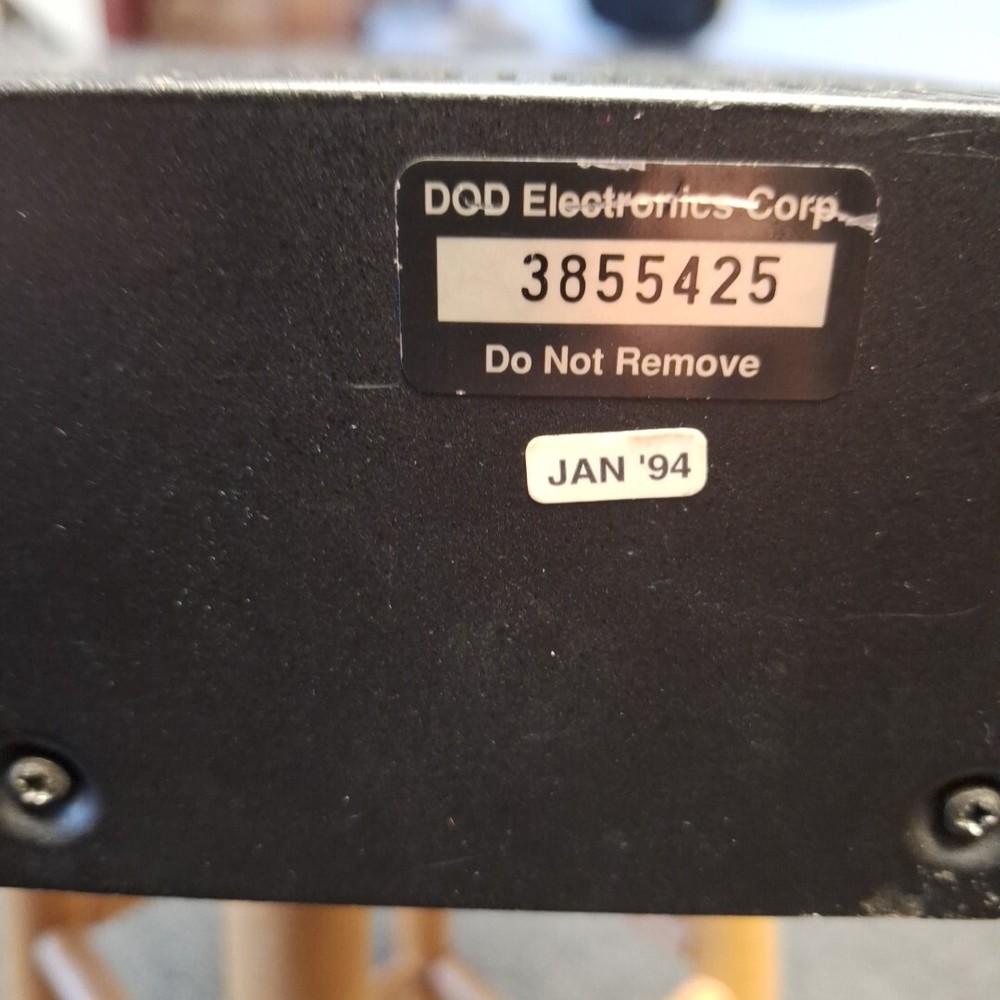 DOD Electronics Corp.
3855425
Do Not Remove
JAN '94